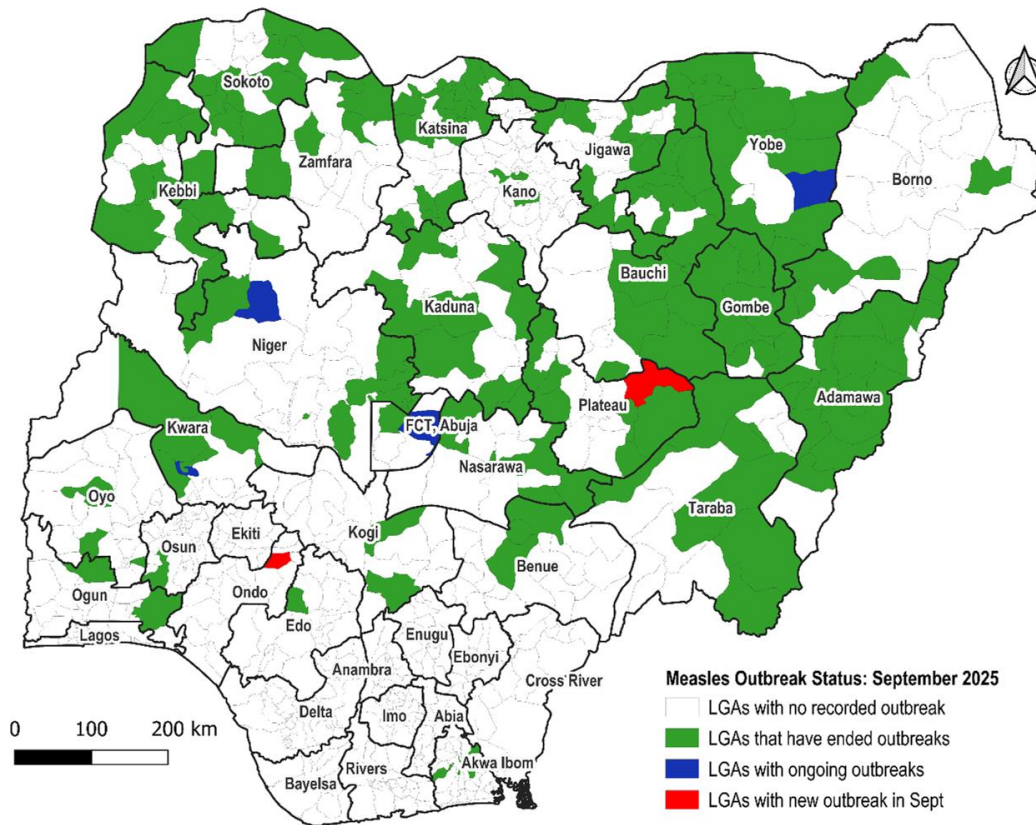 Sokoto
Katsina
Zamfara
Jigawa
Yobe
Borno
Kebbi
Kano
Bauchi
Gombe
Kaduna
Niger
Adamawa
Plateau
FCT, Abuja
Kwara
Nasarawa
Oyo
Taraba
Ekiti
Kogi
Osun
Benue
Ogun
Ondo
Edo
Lagos
Enugu
Ebonyi
Anambra
Cross River
Delta
Imo
Abia
Akwa Ibom
Bayelsa
Rivers
0 100 200 km
Measles Outbreak Status: September 2025
LGAs with no recorded outbreak
LGAs that have ended outbreaks
LGAs with ongoing outbreaks
LGAs with new outbreak in Sept